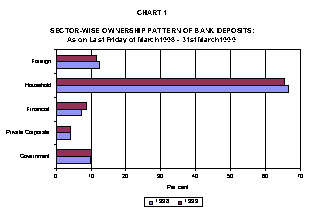 CHART 1
SECTOR-WISE OWNERSHIP PATTERN OF BANK DEPOSITS:
As on Last Friday of March 1998 - 31st March 1999
Foreign
Household
Financial
Private Corporate
Government
0 10 20 30 40 50 60 70
Per cent
1998 1999